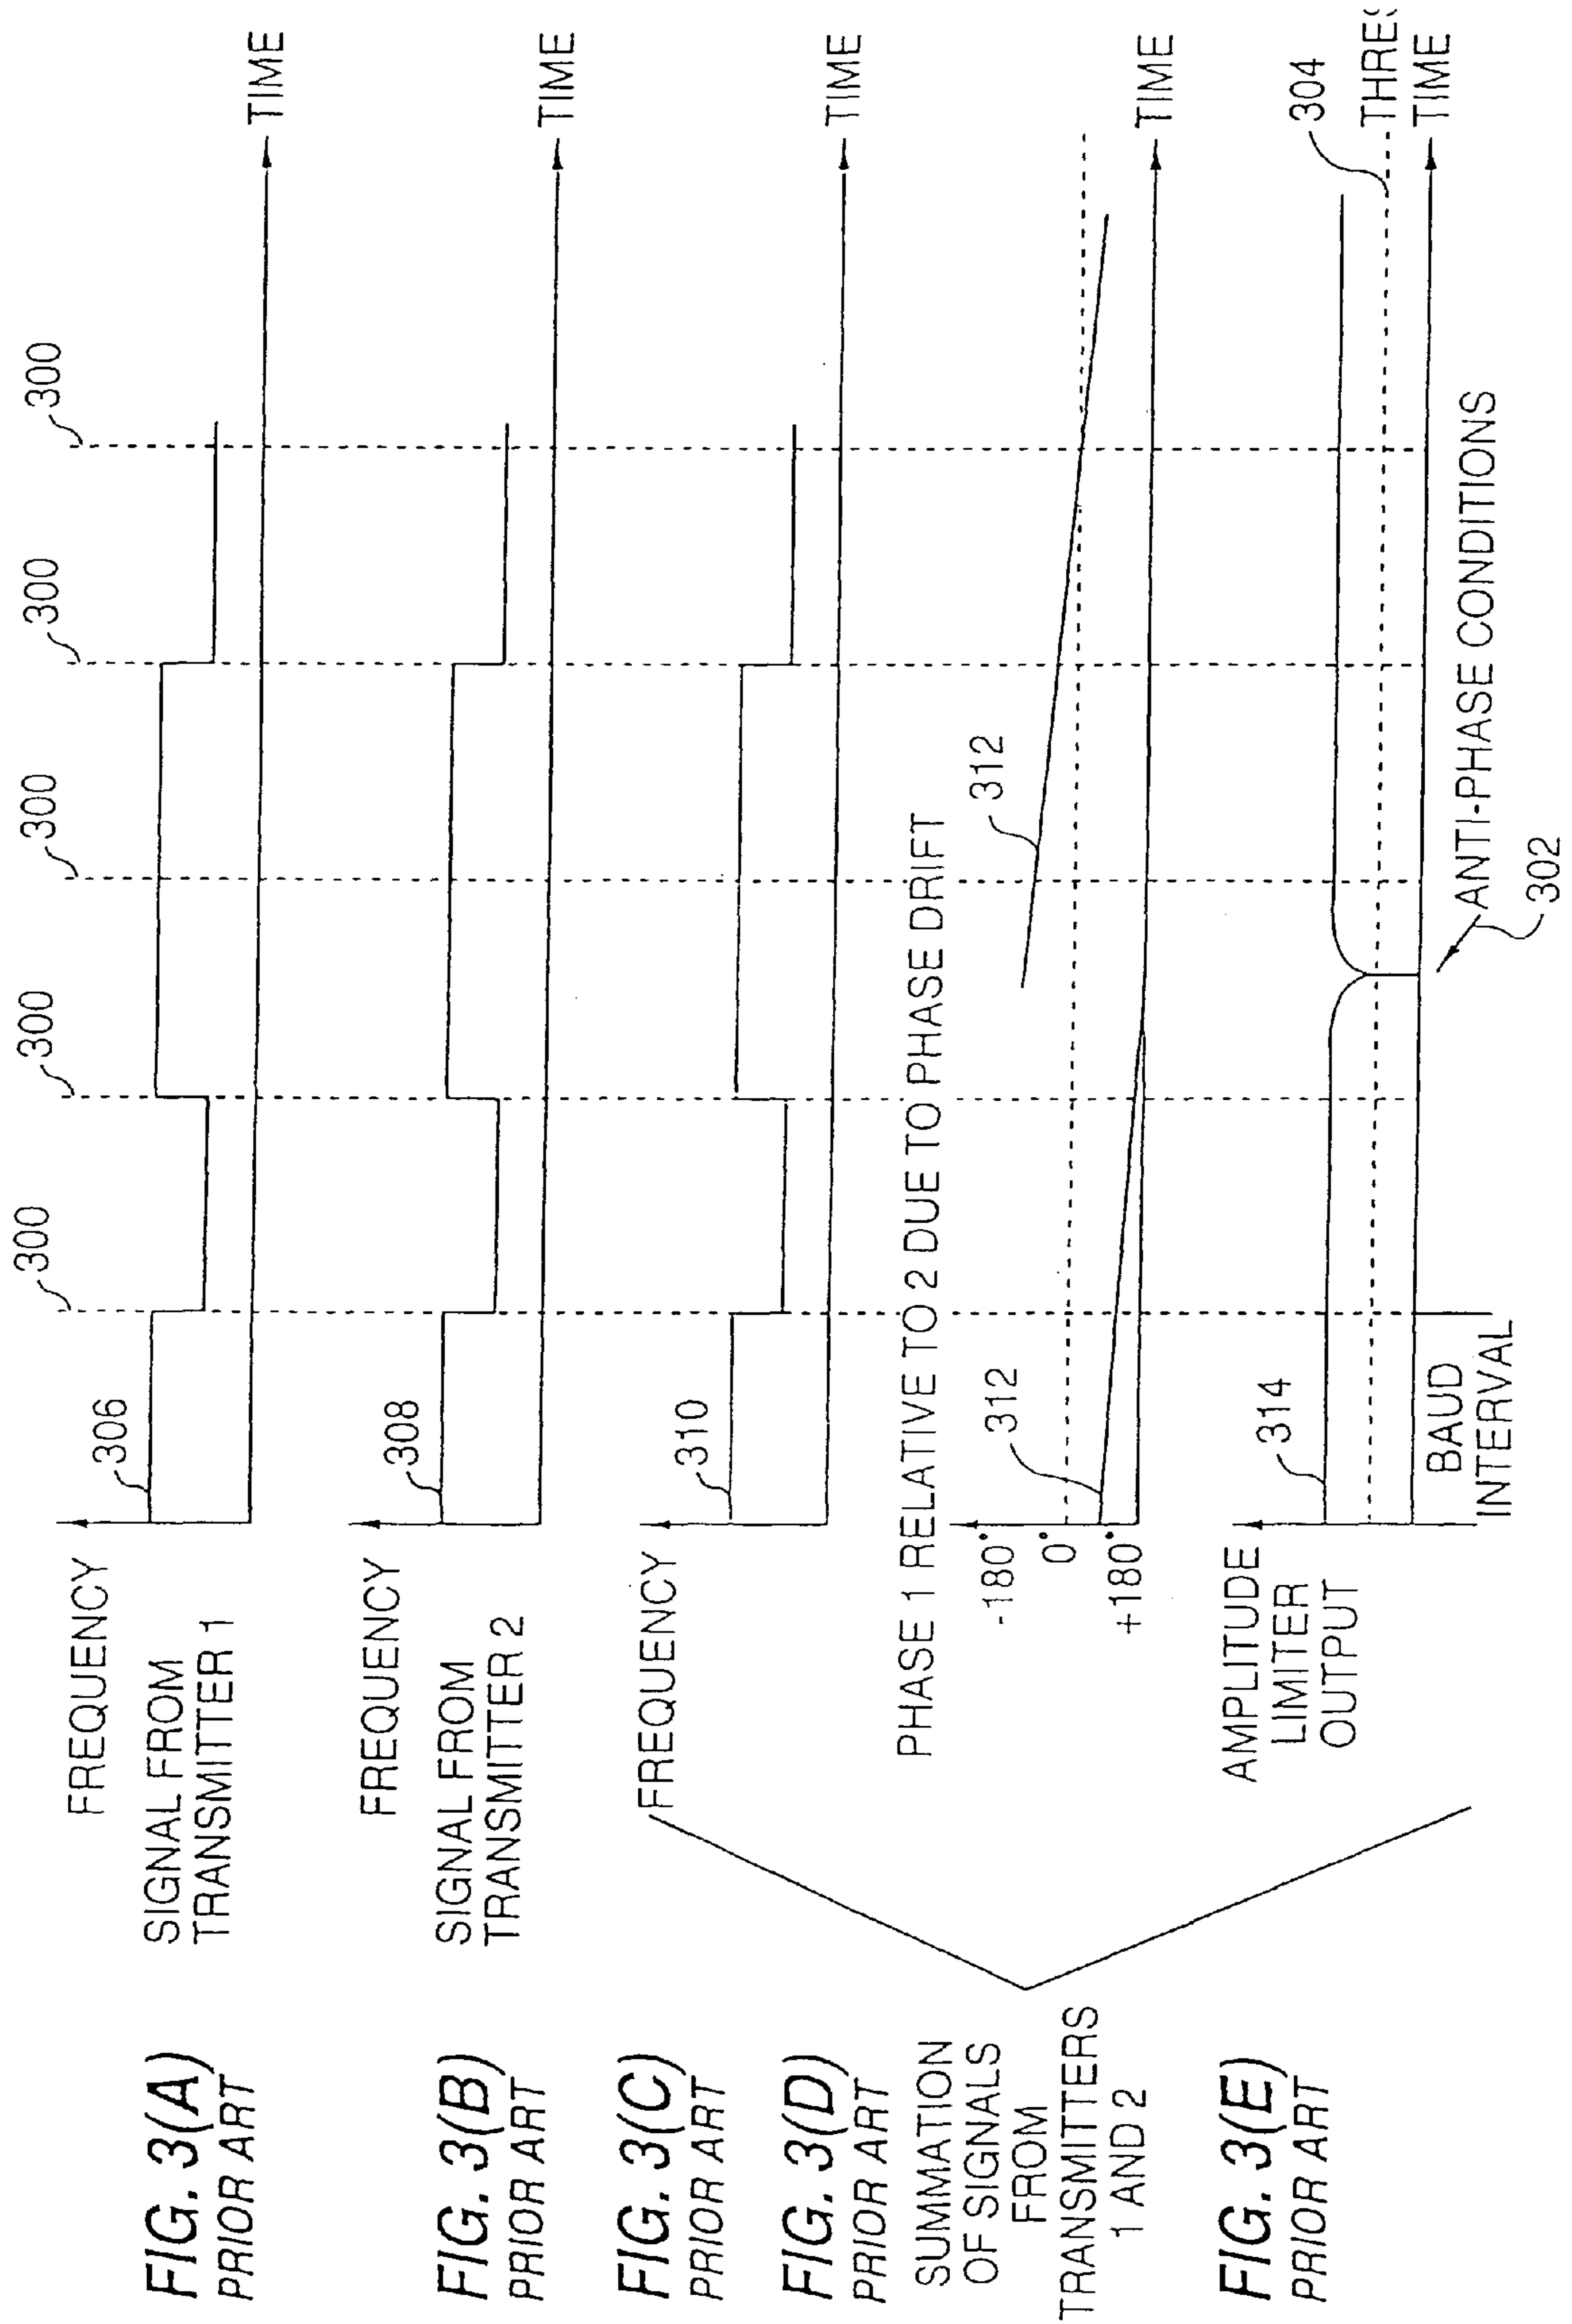 FIG. 3(A)
PRIOR ART
FREQUENCY
SIGNAL FROM
TRANSMITTER 1
306
300
300
300
300
300
TIME
FIG. 3(B)
PRIOR ART
FREQUENCY
SIGNAL FROM
TRANSMITTER 2
308
TIME
FIG. 3(C)
PRIOR ART
FREQUENCY
310
TIME
FIG. 3(D)
PRIOR ART
PHASE 1 RELATIVE TO 2 DUE TO PHASE DRIFT
-180°
0°
+180°
312
312
TIME
SUMMATION
OF SIGNALS
FROM
TRANSMITTERS
1 AND 2
FIG. 3(E)
PRIOR ART
AMPLITUDE
LIMITER
OUTPUT
314
304
THRES
TIME
BAUD
INTERVAL
ANTI-PHASE CONDITIONS
302